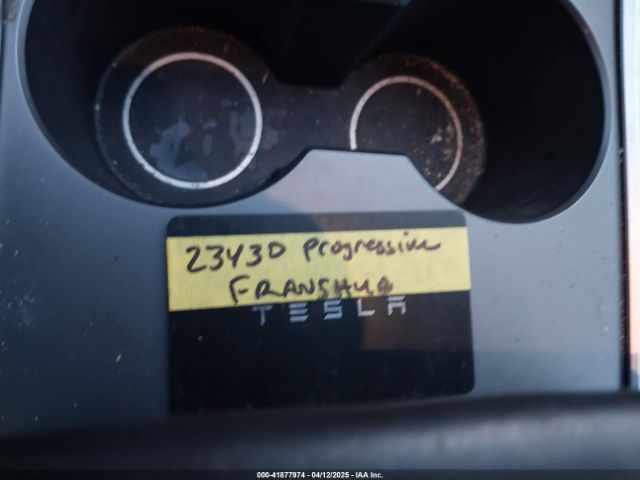 23430 Progressive
FRANSHUA
TESLA
000-41877974 | 04/12/2025 | IAA Inc.